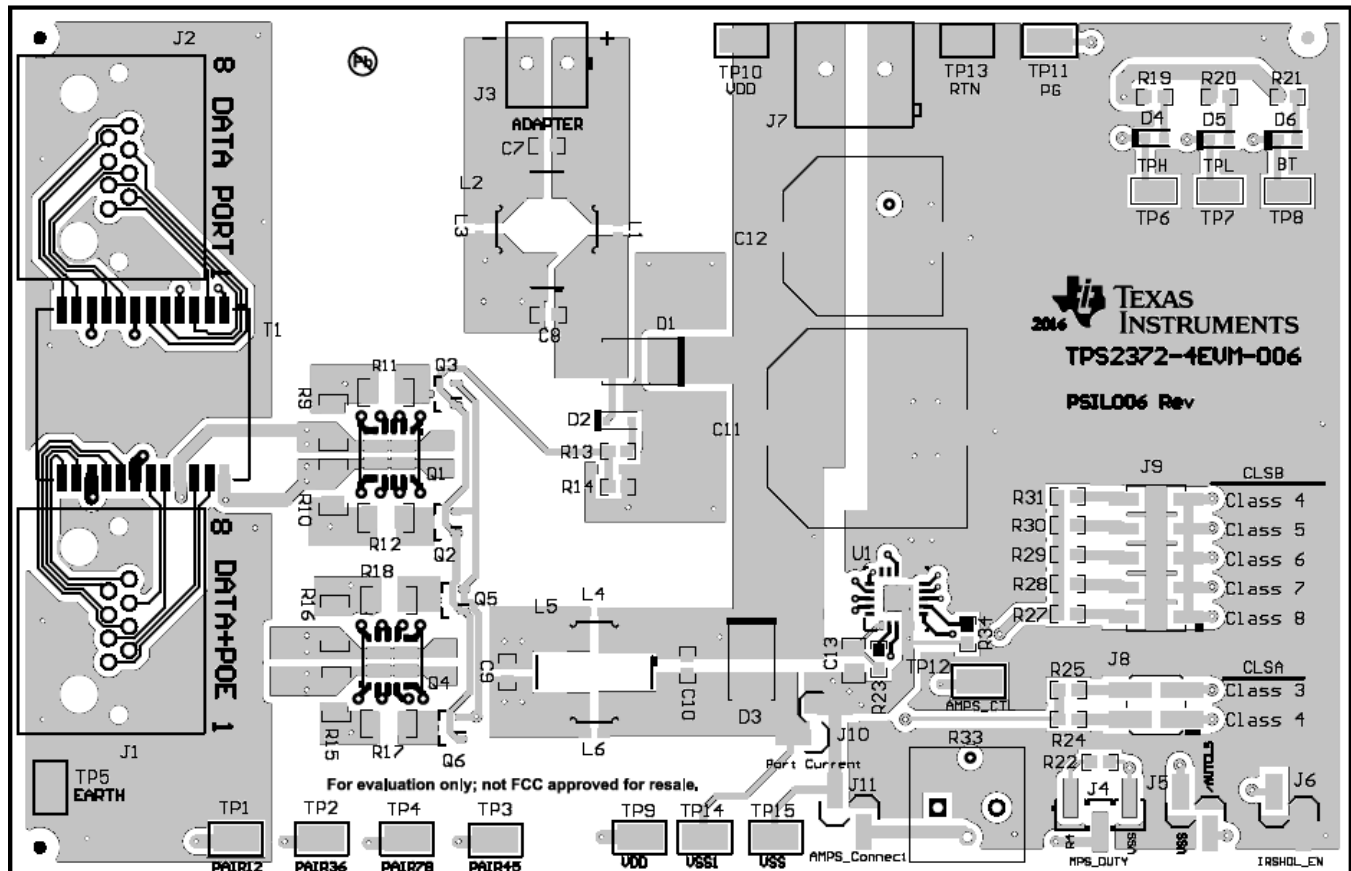 J2
8 DATA PORT 1
Pb
J3
- +
ADAPTER
C7
L2
L3
L1
C8
TP10
VDD
J7
TP13
RTN
TP11
PG
R19 R20 R21
D4 D5 D6
TPH TPL BT
TP6 TP7 TP8
C12
T1
2016
TEXAS
INSTRUMENTS
TPS2372-4EVM-006
PSIL006 Rev
D1
R11
Q3
R9
D2
C11
R13
R14
Q1
R10
R12
Q2
J9
CLSB
R31 Class 4
R30 Class 5
R29 Class 6
R28 Class 7
R27 Class 8
U1
R34
8 DATA+POE 1
J1
R18
R16
Q5
L5
L4
C9
Q4
R15
R17
Q6
L6
C10
D3
C13
R23
TP12
AMPS_CTL
J8
CLSA
R25 Class 3
Class 4
R24
J10
Port Current
R33
R22
J4
J5
/AUTCLS
J6
J11
TP5
EARTH
For evaluation only; not FCC approved for resale.
TP1 TP2 TP4 TP3 TP9 TP14 TP15
PAIR12 PAIR36 PAIR78 PAIR45 VDD VSS1 VSS
AMPS_Connect
R4
MPS_DUTY
VSS
VSS
IRSHDL_EN